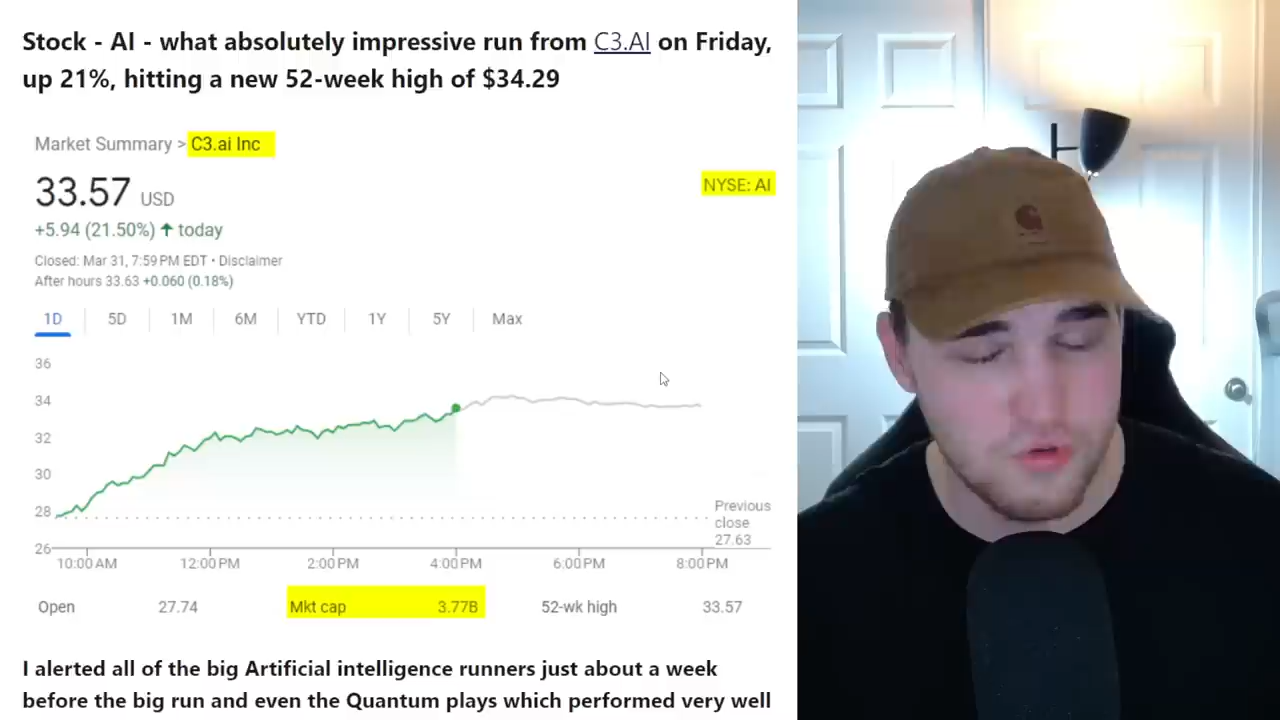 Stock - AI - what absolutely impressive run from C3.AI on Friday,
up 21%, hitting a new 52-week high of $34.29
Market Summary > C3.ai Inc
33.57 USD
NYSE: AI
+5.94 (21.50%) ↑ today
Closed: Mar 31, 7:59 PM EDT • Disclaimer
After hours 33.63 +0.060 (0.18%)
1D 5D 1M 6M YTD 1Y 5Y Max
36
34
32
30
28
26
Previous
close
27.63
10:00 AM 12:00 PM 2:00 PM 4:00 PM 6:00 PM 8:00 PM
Open 27.74 Mkt cap 3.77B 52-wk high 33.57
I alerted all of the big Artificial intelligence runners just about a week
before the big run and even the Quantum plays which performed very well